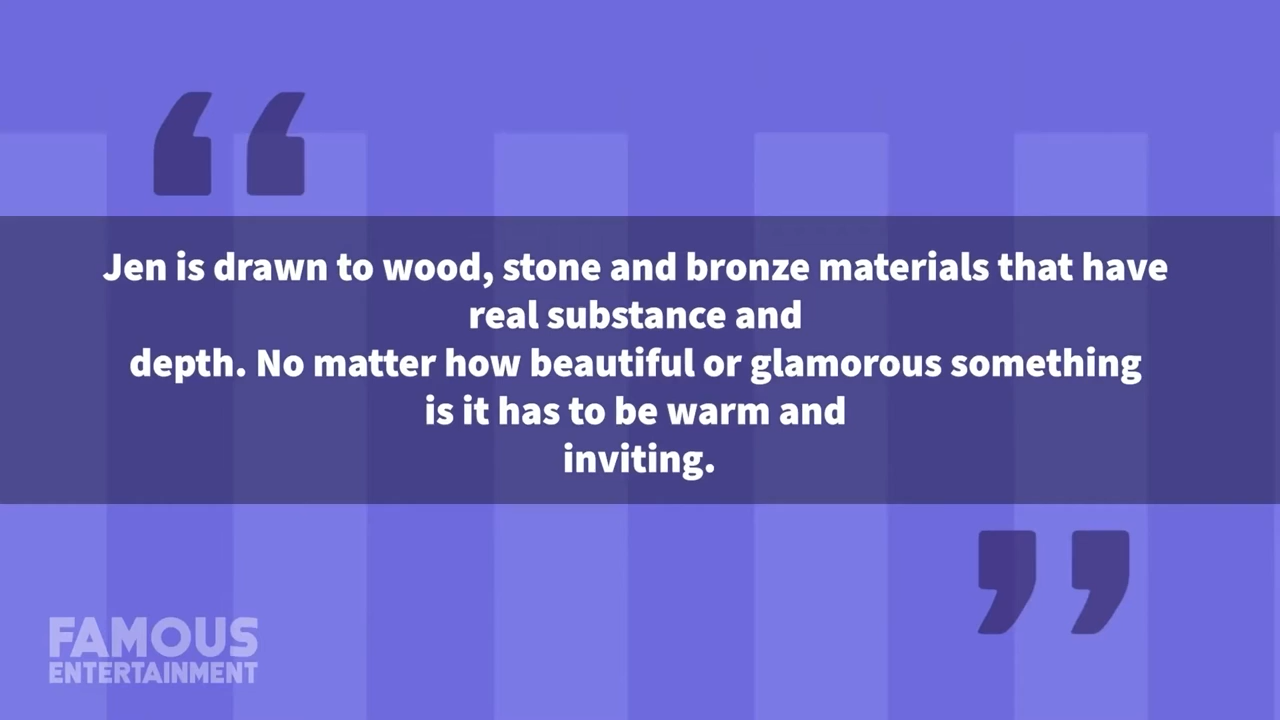 Jen is drawn to wood, stone and bronze materials that have
real substance and
depth. No matter how beautiful or glamorous something
is it has to be warm and
inviting.
FAMOUS
ENTERTAINMENT